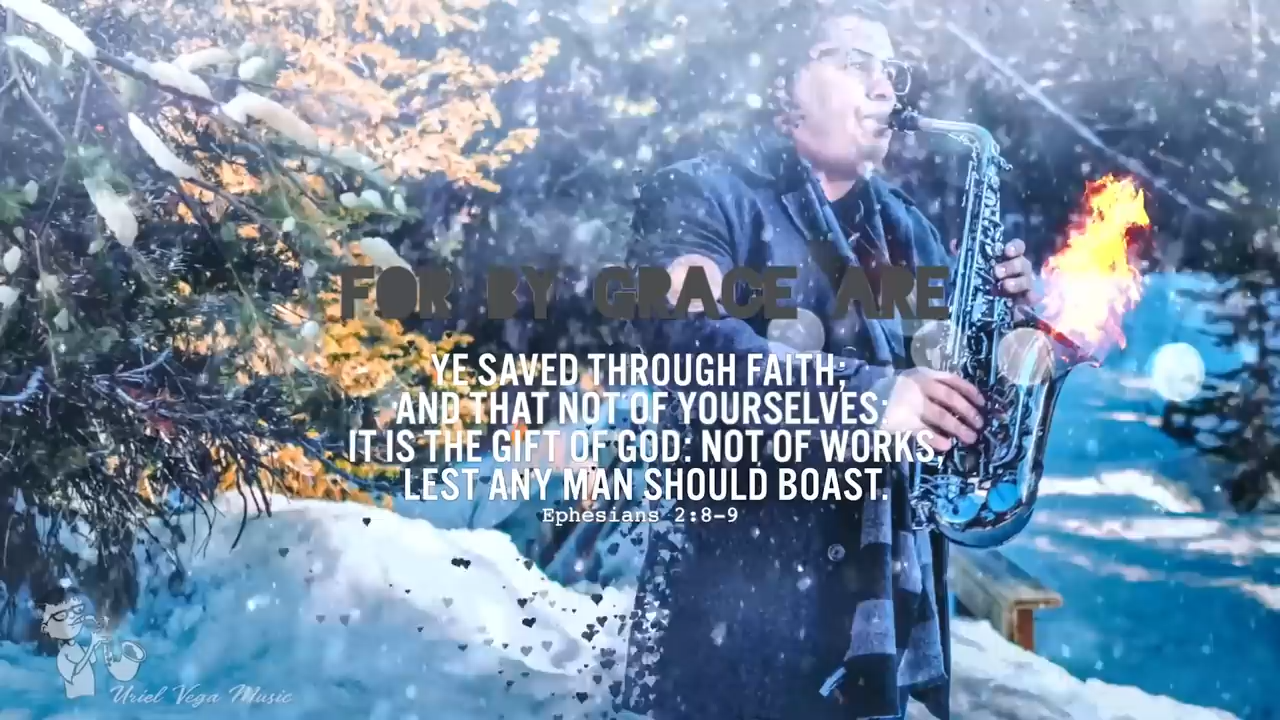 FOR BY GRACE ARE
YE SAVED THROUGH FAITH;
AND THAT NOT OF YOURSELVES:
IT IS THE GIFT OF GOD: NOT OF WORKS,
LEST ANY MAN SHOULD BOAST.
Ephesians 2:8-9
Uriel Vega Music